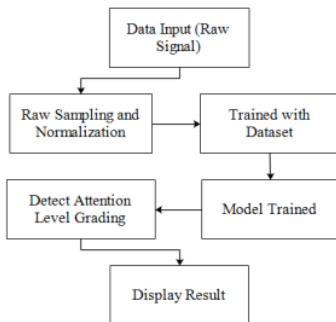 Data Input (Raw
Signal)
Raw Sampling and
Normalization
Trained with
Dataset
Detect Attention
Level Grading
Model Trained
Display Result